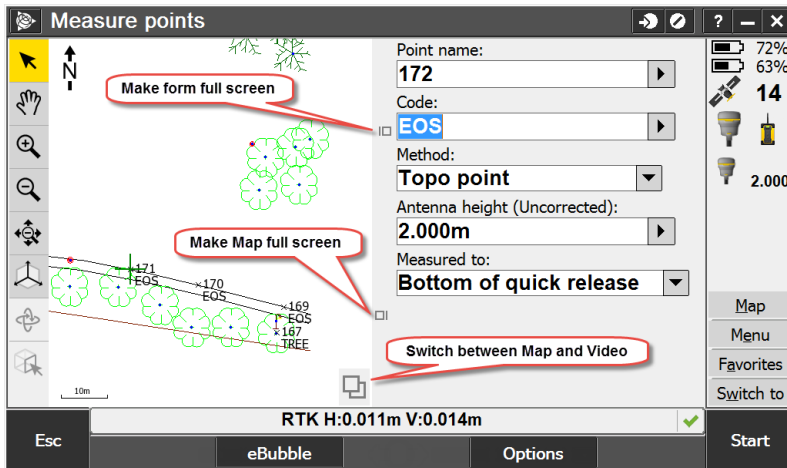 Measure points
?
N
Make form full screen
Make Map full screen
Switch between Map and Video
171
EOS
170
EOS
169
EOS
167
TREE
10m
Point name:
172
Code:
EOS
Method:
Topo point
Antenna height (Uncorrected):
2.000m
Measured to:
Bottom of quick release
72%
63%
14
2.000
Map
Menu
Favorites
Switch to
RTK H:0.011m V:0.014m
Esc
eBubble
Options
Start